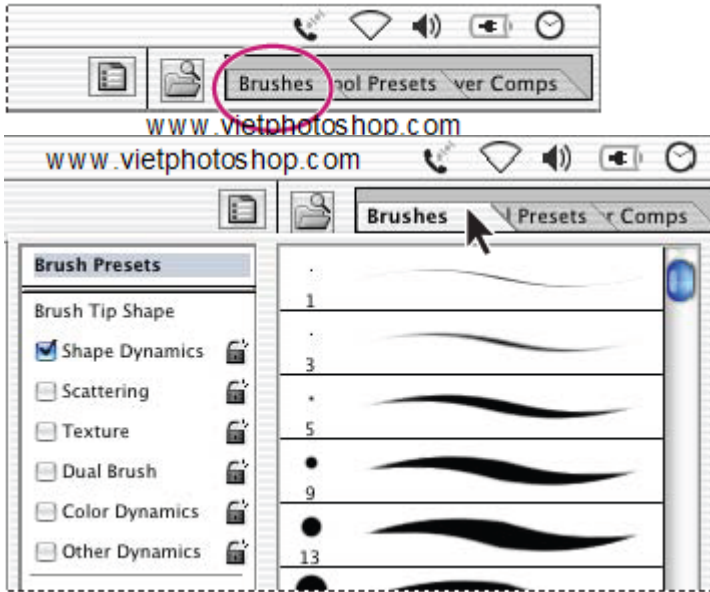 Brushes ool Presets ver Comps
www.vietphotoshop.com
www.vietphotoshop.com
Brushes l Presets r Comps
Brush Presets
Brush Tip Shape
Shape Dynamics
Scattering
Texture
Dual Brush
Color Dynamics
Other Dynamics
1
3
5
9
13